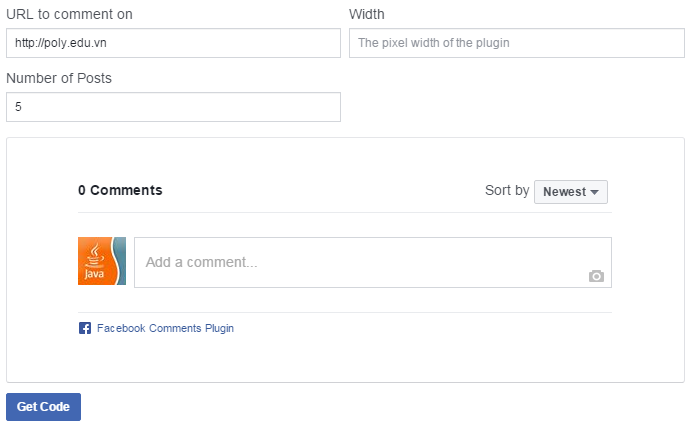 URL to comment on
Width
http://poly.edu.vn
The pixel width of the plugin
Number of Posts
5
0 Comments
Sort by Newest
Java
Add a comment...
Facebook Comments Plugin
Get Code